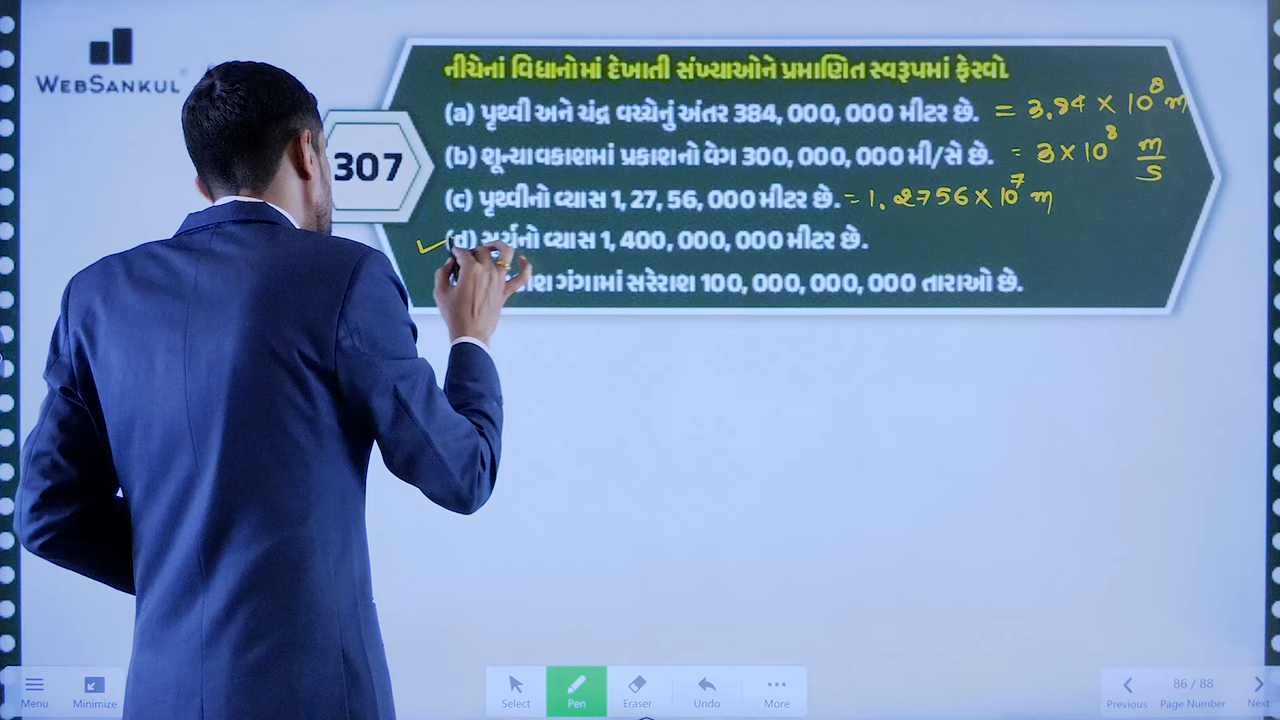 WEBSANKUL
307
નીચેનાં વિધાનોમાં દેખાતી સંખ્યાઓને પ્રમાણિત સ્વરૂપમાં ફેરવો.
(a) પૃથ્વી અને ચંદ્ર વચ્ચેનું અંતર 384, 000, 000 મીટર છે. = 3.84 × 10⁸ m
(b) શૂન્યાવકાશમાં પ્રકાશનો વેગ 300, 000, 000 મી/સે છે. = 3 × 10⁸ m/s
(c) પૃથ્વીનો વ્યાસ 1, 27, 56, 000 મીટર છે. = 1.2756 × 10⁷ m
(d) વ્યાસ 1, 400, 000, 000 મીટર છે.
ગંગામાં સરેરાશ 100, 000, 000, 000 તારાઓ છે.
Menu Minimize Select Pen Eraser Undo More Previous 86 / 88 Page Number Next